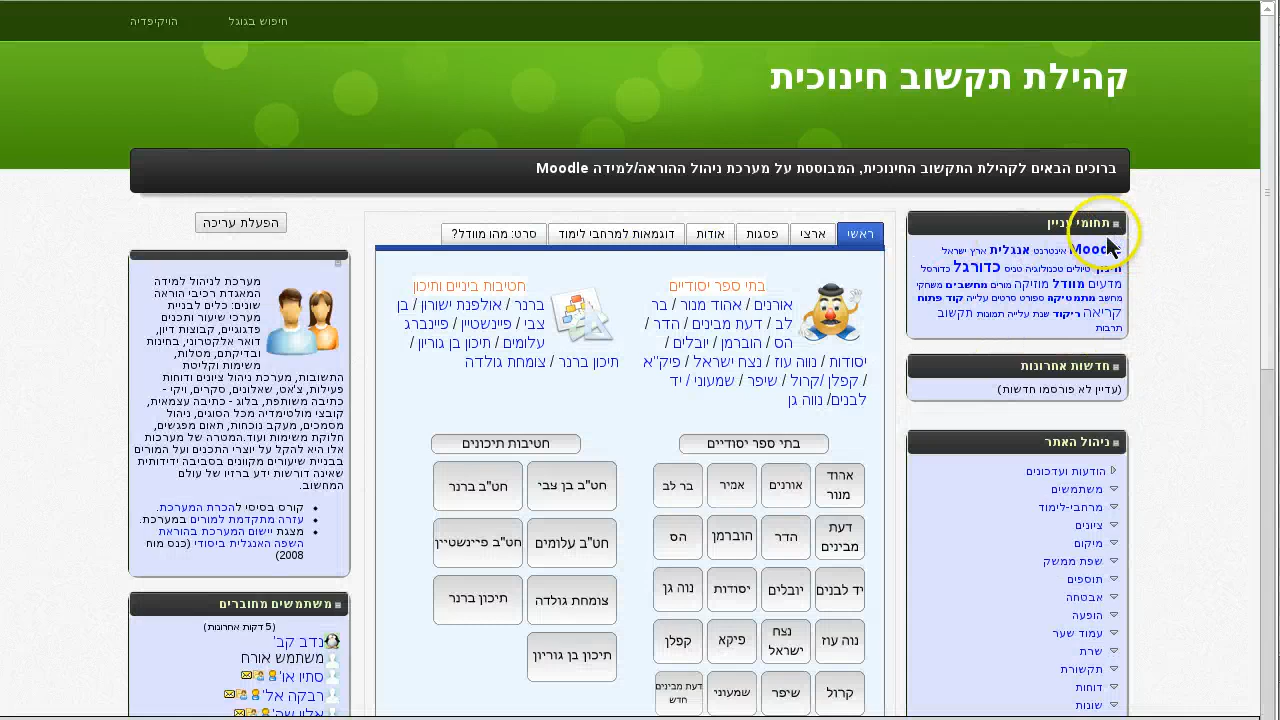 חיפוש בגוגל
הויקיפדיה
קהילת תקשוב חינוכית
ברוכים הבאים לקהילת התקשוב החינוכית, המבוססת על מערכת ניהול ההוראה/למידה Moodle
תחומי עניין
Moodle אינטרנט אנגלית ארץ ישראל
טיולים טכנולוגיה טניס כדורגל כדורסל
מדעים מוודל מוזיקה מורים מחשבים משחקי
מחשב מתמטיקה ספורט סרטים עלייה קוד פתוח
קריאה ריקוד שנת עלייה תמונות תקשוב
תרבות
חדשות אחרונות
(עדיין לא פורסמו חדשות)
ניהול האתר
הודעות ועדכונים
משתמשים
מרחבי-לימוד
ציונים
מיקום
שפת ממשק
תוספים
אבטחה
הופעה
עמוד שער
שרת
תקשורת
דוחות
שונות
ראשי
ארצי
פסגות
אודות
דוגמאות למרחבי לימוד
סרט: מהו מוודל?
בתי ספר יסודיים
אורנים / אהוד מנור / בר
לב / דעת מבינים / הדר /
הס / הוברמן / יובלים /
יסודות / נווה עוז / נצח ישראל / פיק"א
/ קפלן /קרול / שיפר / שמעוני / יד
לבנים/ נווה גן
חטיבות ביניים ותיכון
ברנר / אולפנת ישורון / בן
צבי / פיינשטיין / פיינברג
עלומים / תיכון בן גוריון /
תיכון ברנר / צומחת גולדה
בתי ספר יסודיים
אהוד מנור
אורנים
אמיר
בר לב
דעת מבינים
הדר
הוברמן
הס
יד לבנים
יובלים
יסודות
נוה גן
נוה עוז
נצח ישראל
פיקא
קפלן
קרול
שיפר
שמעוני
דעת מבינים חדש
חטיבות תיכונים
חט"ב בן צבי
חט"ב ברנר
חט"ב עלומים
חט"ב פיינשטיין
צומחת גולדה
תיכון ברנר
תיכון בן גוריון
הפעלת עריכה
מערכת לניהול למידה
המאגדת רכיבי הוראה
שונים: כלים לבניית
מערכי שיעור ותכנים
פדגוגיים, קבוצות דיון,
דואר אלקטרוני, בחינות
ובדיקתם, מטלות,
משימות וקליטת
התשובות, מערכת ניהול ציונים ודוחות
פעילות צ'אט, שאלונים, סקרים, ויקי -
כתיבה משותפת, בלוג - כתיבה עצמאית,
קובצי מולטימדיה מכל הסוגים, ניהול
מסמכים, מעקב נוכחות, תאום מפגשים,
חלוקת משימות ועוד.המטרה של מערכות
אלו היא להקל על יוצרי התכנים ועל המורים
בבניית שיעורים מקוונים בסביבה ידידותית
שאינה דורשות ידע ברזיו של עולם
המחשוב.
קורס בסיסי להכרת המערכת.
עזרה מתקדמת למורים במערכת.
מצגת יישום המערכת בהוראת
השפה האנגלית ביסודי (כנס מוח
2008)
משתמשים מחוברים
(5 דקות אחרונות)
נדב קב'
משתמש אורח
סתיו או'
רבקה אל'